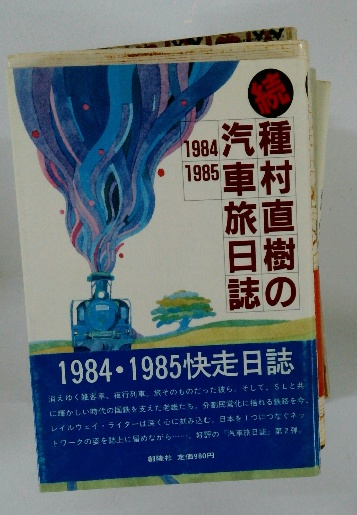 続
種村直樹の
汽車旅日誌
1984
1985
1984・1985快走日誌
消えゆく雑客車、夜行列車、旅そのものだった彼ら。そして、SLと共
に輝かしい時代の国鉄を支えた老雄たち。分割民営化に揺れる鉄路を今、
レイルウェイ・ライターは深く心に刻み込む。日本を1つにつなぐネッ
トワークの姿を誌上に留めながら……。好評の『汽車旅日誌』第2弾。
創隆社 定価980円